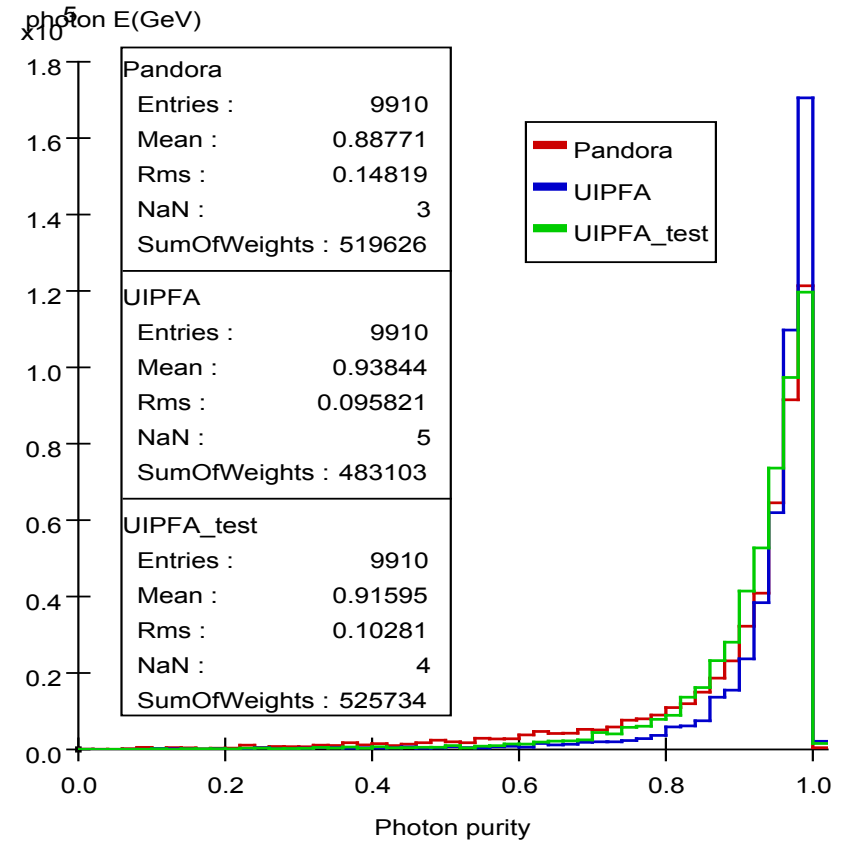 photon E(GeV)
x10^5
1.8
1.6
1.4
1.2
1.0
0.8
0.6
0.4
0.2
0.0
Pandora
Entries : 9910
Mean : 0.88771
Rms : 0.14819
NaN : 3
SumOfWeights : 519626
UIPFA
Entries : 9910
Mean : 0.93844
Rms : 0.095821
NaN : 5
SumOfWeights : 483103
UIPFA_test
Entries : 9910
Mean : 0.91595
Rms : 0.10281
NaN : 4
SumOfWeights : 525734
Pandora
UIPFA
UIPFA_test
0.0 0.2 0.4 0.6 0.8 1.0
Photon purity